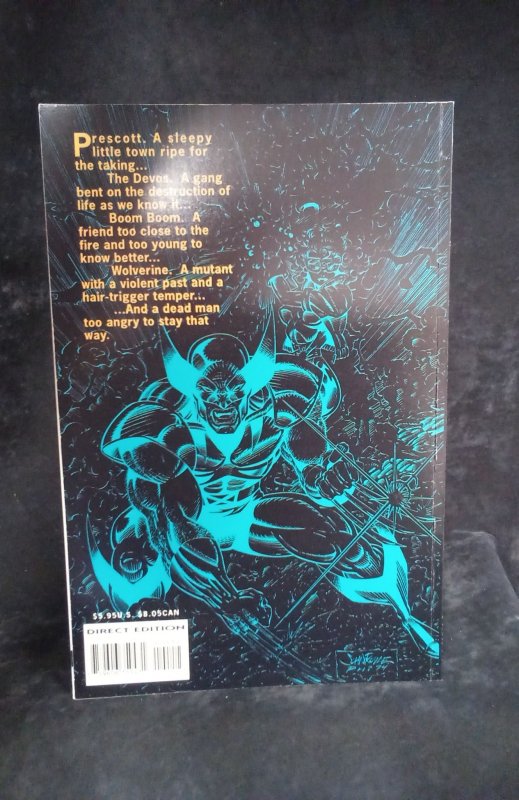 Prescott. A sleepy
little town ripe for
the taking...
The Devos. A gang
bent on the destruction of
life as we know it...
Boom Boom. A
friend too close to the
fire and too young to
know better...
Wolverine. A mutant
with a violent past and a
hair-trigger temper...
...And a dead man
too angry to stay that
way.
$5.95U.S. $8.05CAN
DIRECT EDITION